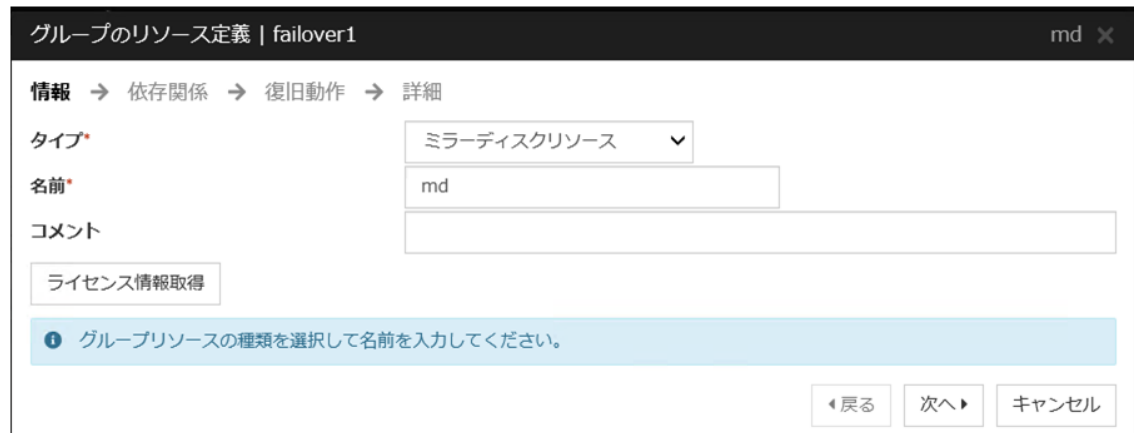 グループのリソース定義 | failover1 md ×
情報 → 依存関係 → 復旧動作 → 詳細
タイプ* ミラーディスクリソース
名前* md
コメント
ライセンス情報取得
グループリソースの種類を選択して名前を入力してください。
戻る 次へ キャンセル